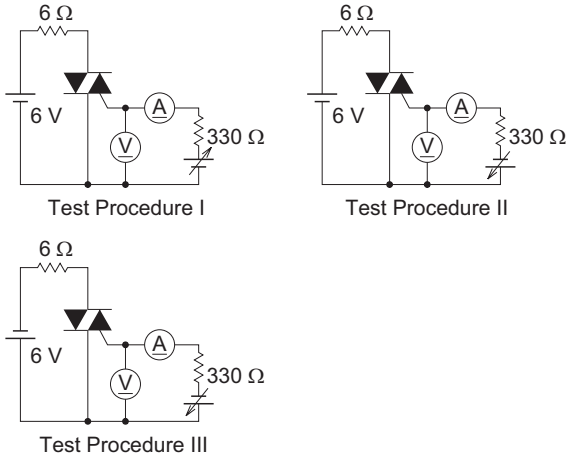 6 Ω
6 V
A
V
330 Ω
Test Procedure I
6 Ω
6 V
A
V
330 Ω
Test Procedure II
6 Ω
6 V
A
V
330 Ω
Test Procedure III